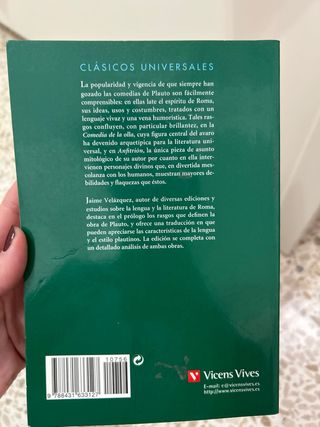 CLÁSICOS UNIVERSALES
La popularidad y vigencia de que siempre han
gozado las comedias de Plauto son fácilmente
comprensibles: en ellas late el espíritu de Roma,
sus ideas, usos y costumbres, tratados con un
lenguaje vivaz y una vena humorística. Tales ras-
gos confluyen, con particular brillantez, en la
Comedia de la olla, cuya figura central del avaro
ha devenido arquetípica para la literatura uni-
versal, y en Anfitrión, la única pieza de asunto
mitológico de su autor por cuanto en ella inter-
vienen personajes divinos que, en divertida mes-
colanza con los humanos, muestran mayores de-
bilidades y flaquezas que éstos.
Jaime Velázquez, autor de diversas ediciones y
estudios sobre la lengua y la literatura de Roma,
destaca en el prólogo los rasgos que definen la
obra de Plauto, y ofrece una traducción en que
pueden apreciarse las características de la lengua
y el estilo plautinos. La edición se completa con
un detallado análisis de ambas obras.
10756
9 788431 633127
Vicens Vives
E-mail: e@vicensvives.es
http://www.vicensvives.es